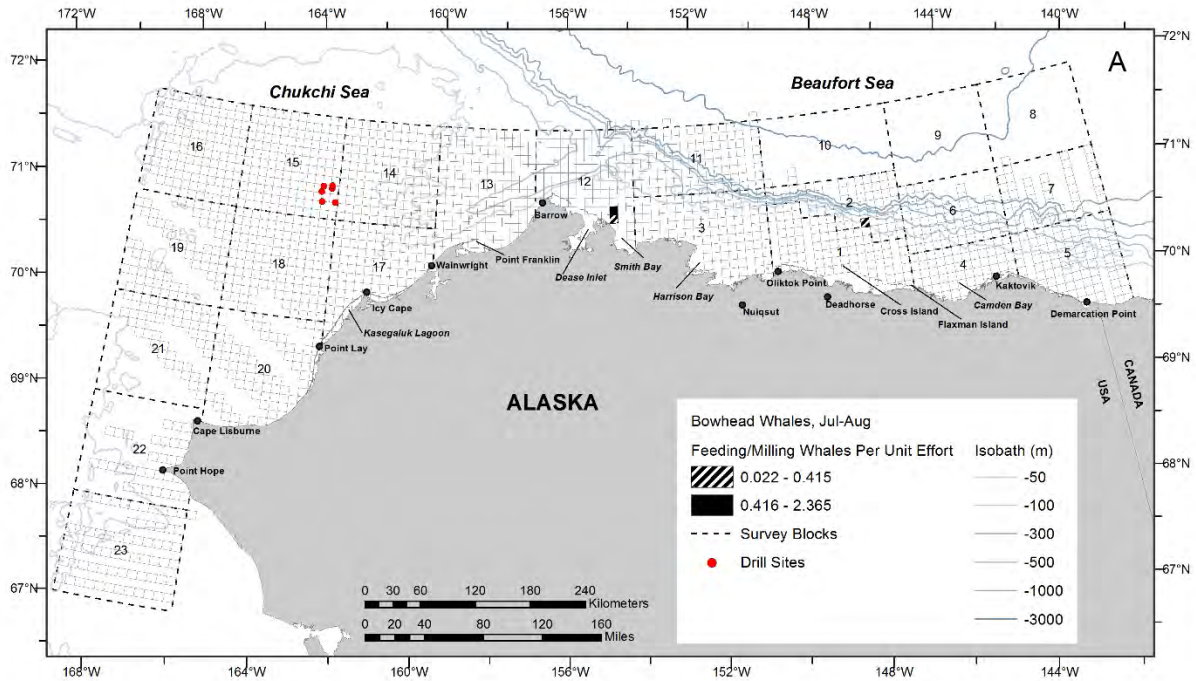 172°W 168°W 164°W 160°W 156°W 152°W 148°W 144°W 140°W
72°N 72°N
A
Chukchi Sea Beaufort Sea
8
9
10
71°N 71°N
16 15 14 13 12 11
7
6
2
Barrow
3 1
5
4
19 18 17
Point Franklin
Wainwright
Dease Inlet
Smith Bay
Harrison Bay
70°N 70°N
Oliktok Point
Kaktovik
Icy Cape
Nuiqsut
Deadhorse
Cross Island
Camden Bay
Flaxman Island
Demarcation Point
Kasegaluk Lagoon
21 20
Point Lay
69°N 69°N
CANADA
USA
ALASKA
Cape Lisburne
22
Point Hope
68°N 68°N
23
67°N 67°N
Bowhead Whales, Jul-Aug
Feeding/Milling Whales Per Unit Effort
0.022 - 0.415
0.416 - 2.365
Survey Blocks
Drill Sites
Isobath (m)
-50
-100
-300
-500
-1000
-3000
0 30 60 120 180 240
Kilometers
0 20 40 80 120 160
Miles
168°W 164°W 160°W 156°W 152°W 148°W 144°W